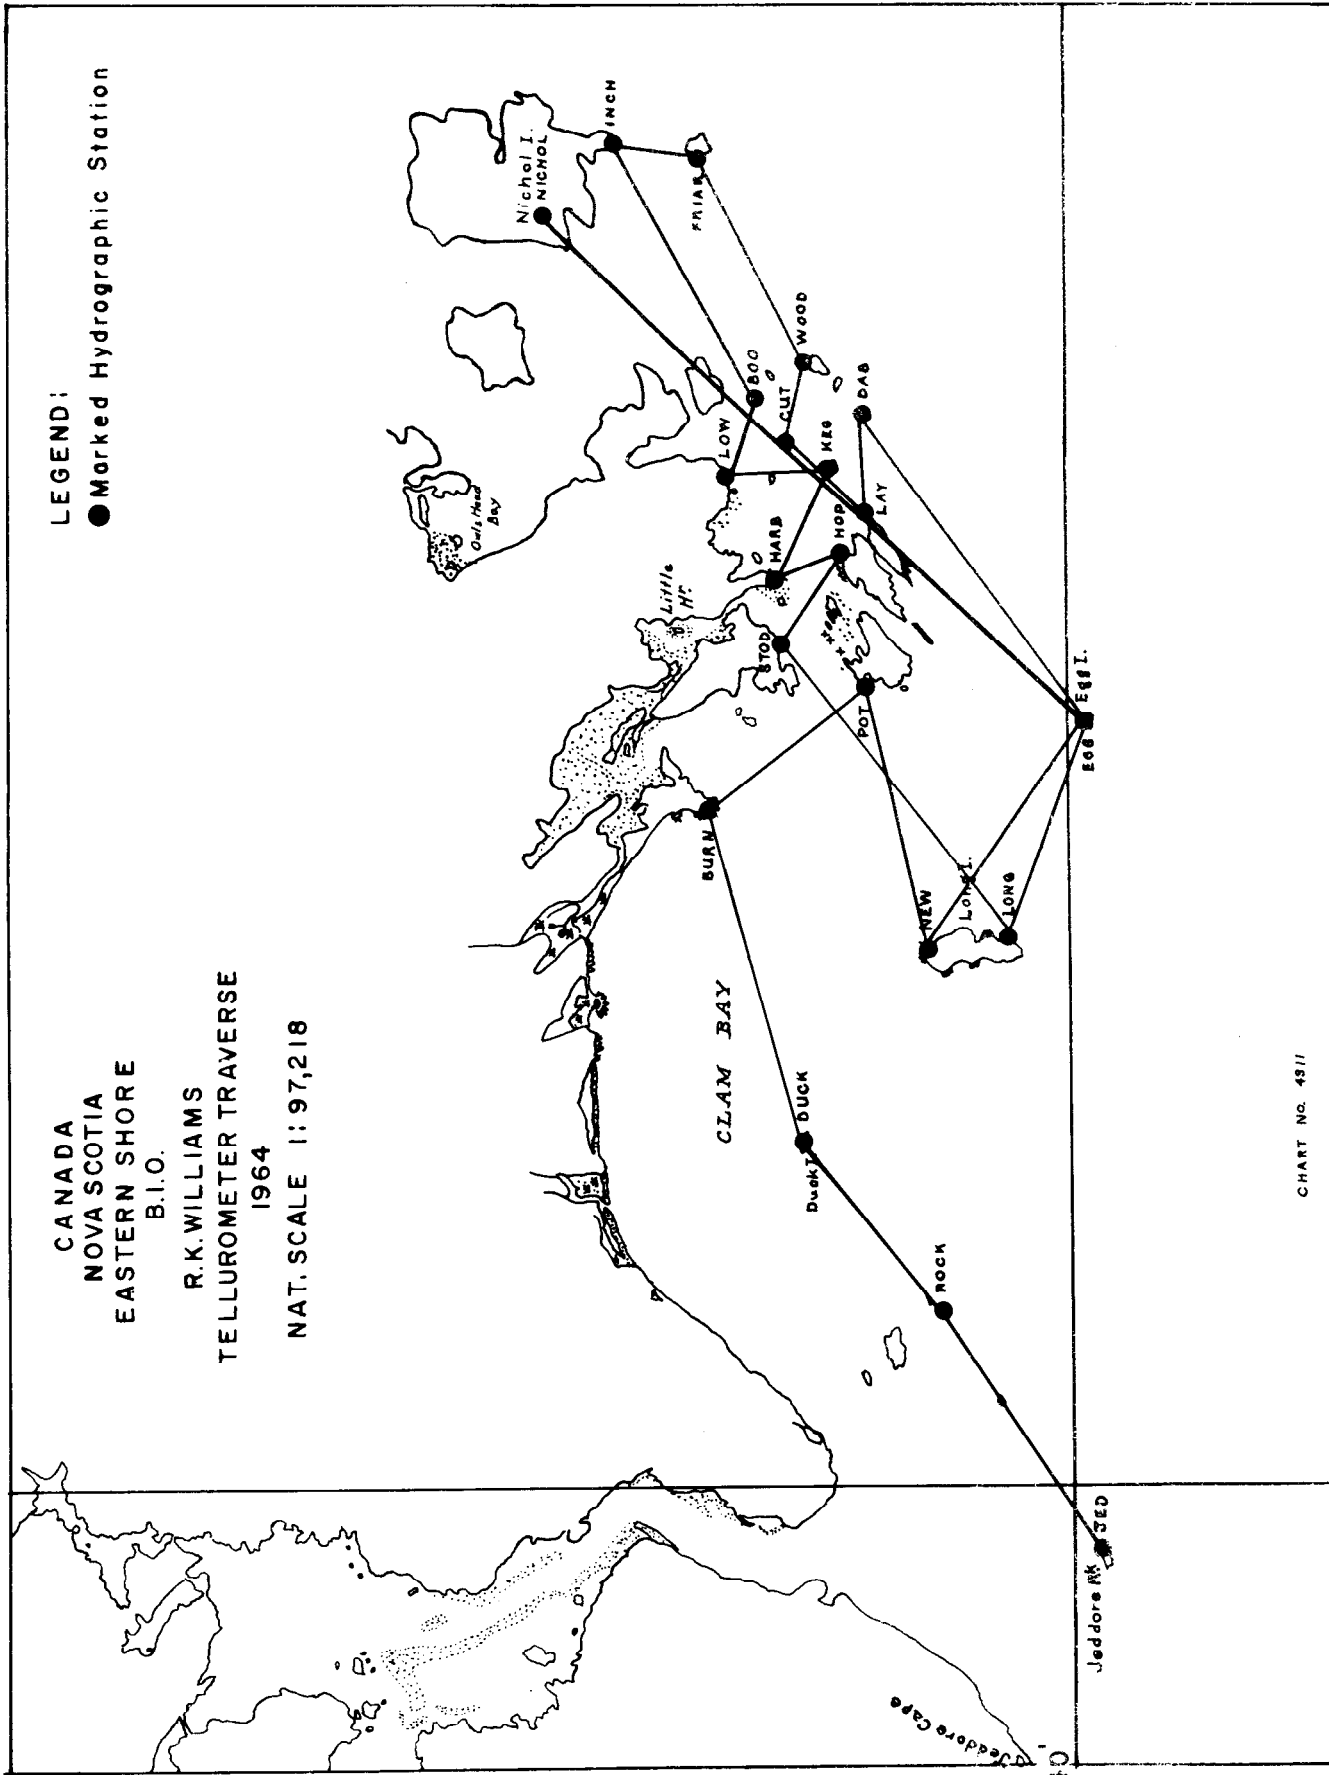 CANADA
NOVA SCOTIA
EASTERN SHORE
B.I.O.
R.K. WILLIAMS
TELLUROMETER TRAVERSE
1964
NAT. SCALE 1:97,218
LEGEND:
Marked Hydrographic Station
Nichol I.
NICHOL
INCH
FRIAR
Owls Head
Bay
LOW
BOO
CUT
WOOD
KEG
DAB
LAY
HOP
HARB
Little
Hr.
STOD
POT
BURN
Egg I.
EGG
NEW
Long I.
LONG
CLAM BAY
DUCK
Duck I.
ROCK
JED
Jeddore Rk
Jeddore Cape
CHART No. 4311